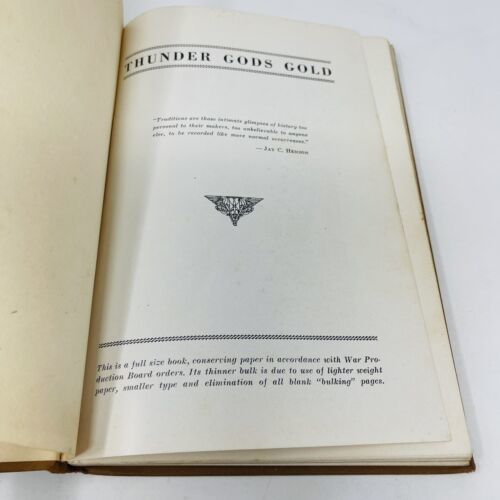 THUNDER GODS GOLD
"Traditions are those intimate glimpses of history too
personal to their makers, too unbelievable to anyone
else, to be recorded like more normal occurrences."
—Jay C. Henson
This is a full size book, conserving paper in accordance with War Pro-
duction Board orders. Its thinner bulk is due to use of lighter weight
paper, smaller type and elimination of all blank "bulking" pages.